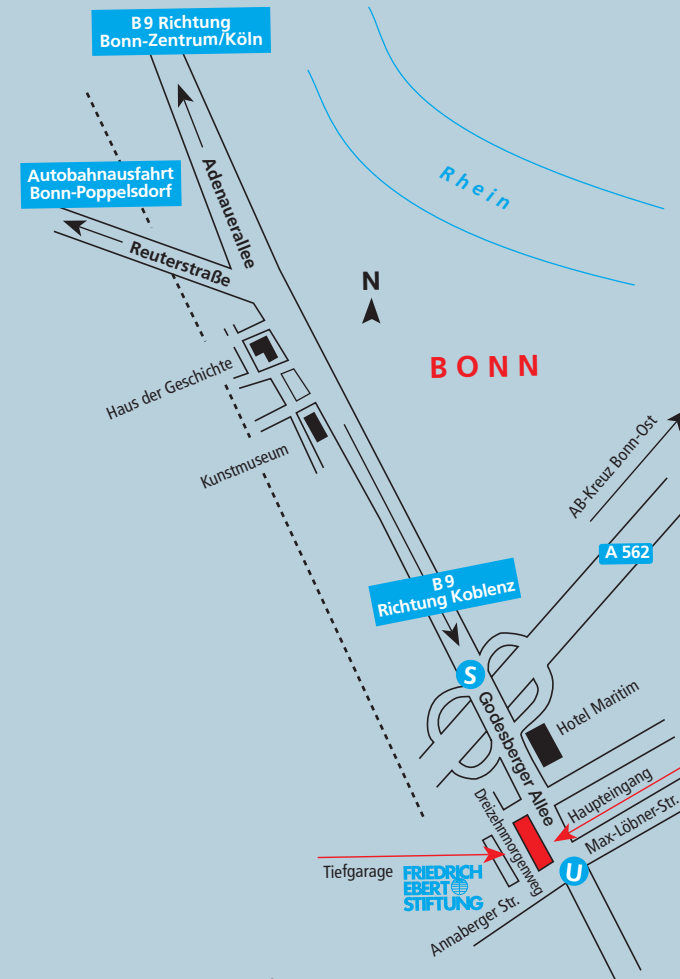 B 9 Richtung
Bonn-Zentrum/Köln
Autobahnausfahrt
Bonn-Poppelsdorf
Adenauerallee
Reuterstraße
Rhein
N
BONN
Haus der Geschichte
Kunstmuseum
AB-Kreuz Bonn-Ost
A 562
B 9
Richtung Koblenz
S
Godesberger Allee
Hotel Maritim
Haupteingang
Dreizehnmorgenweg
Max-Löbner-Str.
Tiefgarage
FRIEDRICH
EBERT
STIFTUNG
U
Annaberger Str.